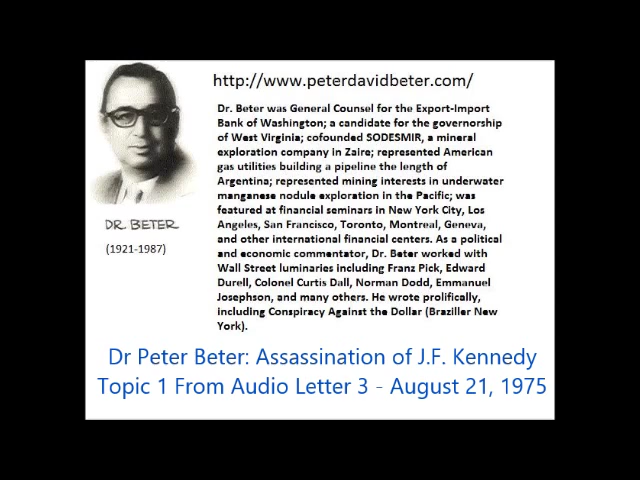 http://www.peterdavidbeter.com/
Dr. Beter was General Counsel for the Export-Import
Bank of Washington; a candidate for the governorship
of West Virginia; cofounded SODESMIR, a mineral
exploration company in Zaire; represented American
gas utilities building a pipeline the length of
Argentina; represented mining interests in underwater
manganese nodule exploration in the Pacific; was
featured at financial seminars in New York City, Los
Angeles, San Francisco, Toronto, Montreal, Geneva,
and other international financial centers. As a political
and economic commentator, Dr. Beter worked with
Wall Street luminaries including Franz Pick, Edward
Durell, Colonel Curtis Dall, Norman Dodd, Emmanuel
Josephson, and many others. He wrote prolifically,
including Conspiracy Against the Dollar (Braziller New
York).
DR. BETER
(1921-1987)
Dr Peter Beter: Assassination of J.F. Kennedy
Topic 1 From Audio Letter 3 - August 21, 1975